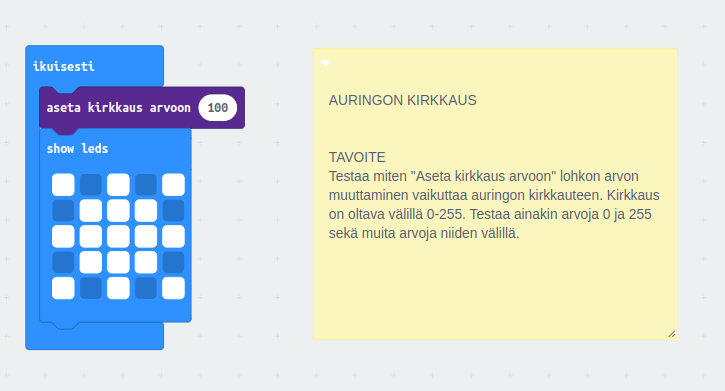 ikuisesti
aseta kirkkaus arvoon 100
show leds
AURINGON KIRKKAUS
TAVOITE
Testaa miten "Aseta kirkkaus arvoon" lohkon arvon
muuttaminen vaikuttaa auringon kirkkauteen. Kirkkaus
on oltava välillä 0-255. Testaa ainakin arvoja 0 ja 255
sekä muita arvoja niiden välillä.